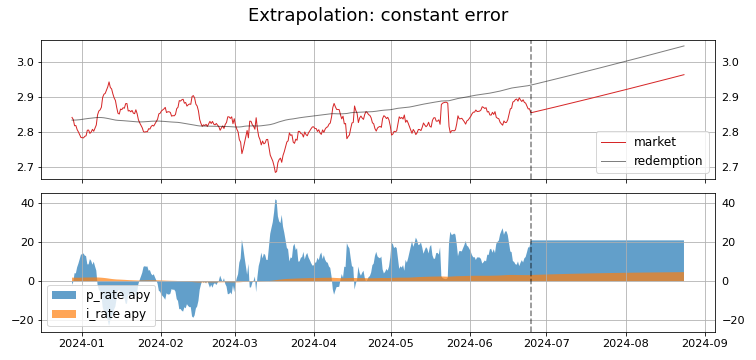 Extrapolation: constant error
3.0 3.0
2.9 2.9
2.8 2.8
2.7 2.7
market
redemption
40 40
20 20
0 0
−20 −20
p_rate apy
i_rate apy
2024-01 2024-02 2024-03 2024-04 2024-05 2024-06 2024-07 2024-08 2024-09